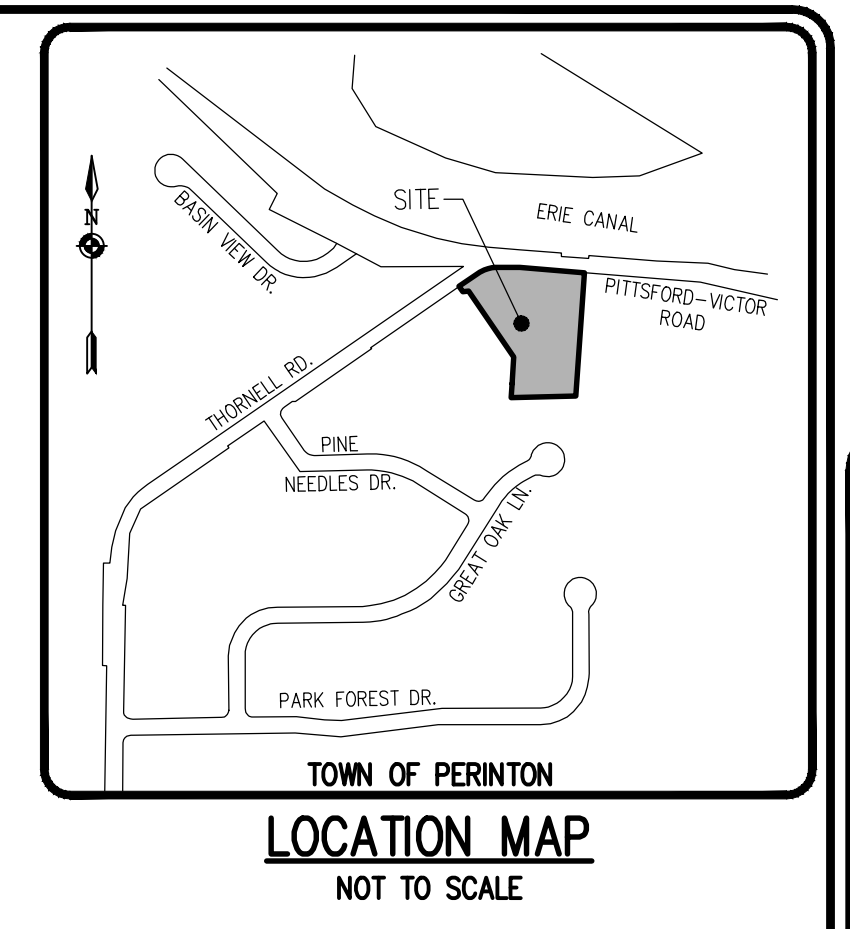 SITE
ERIE CANAL
N
BASIN VIEW DR.
PITTSFORD-VICTOR
ROAD
THORNELL RD.
PINE
NEEDLES DR.
GREAT OAK LN.
PARK FOREST DR.
TOWN OF PERINTON
LOCATION MAP
NOT TO SCALE